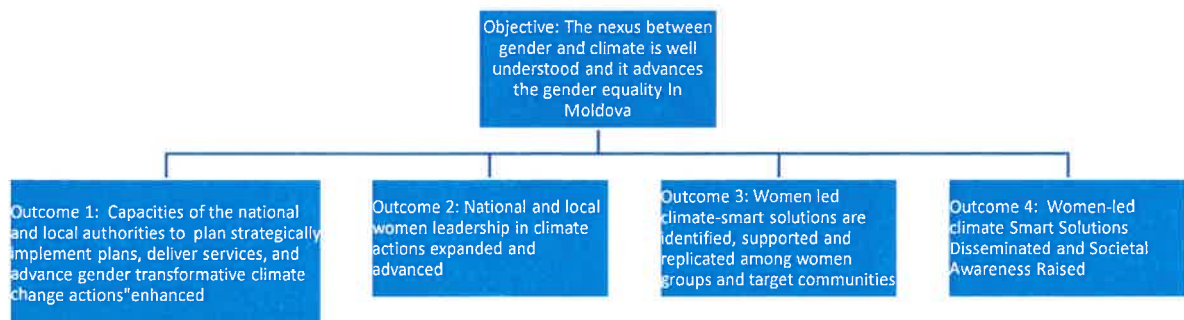 Objective: The nexus between
gender and climate is well
understood and it advances
the gender equality In
Moldova
Outcome 1: Capacities of the national
and local authorities to plan strategically
implement plans, deliver services, and
advance gender transformative climate
change actions"enhanced
Outcome 2: National and local
women leadership in climate
actions expanded and
advanced
Outcome 3: Women led
climate-smart solutions are
identified, supported and
replicated among women
groups and target communities
Outcome 4: Women-led
climate Smart Solutions
Disseminated and Societal
Awareness Raised